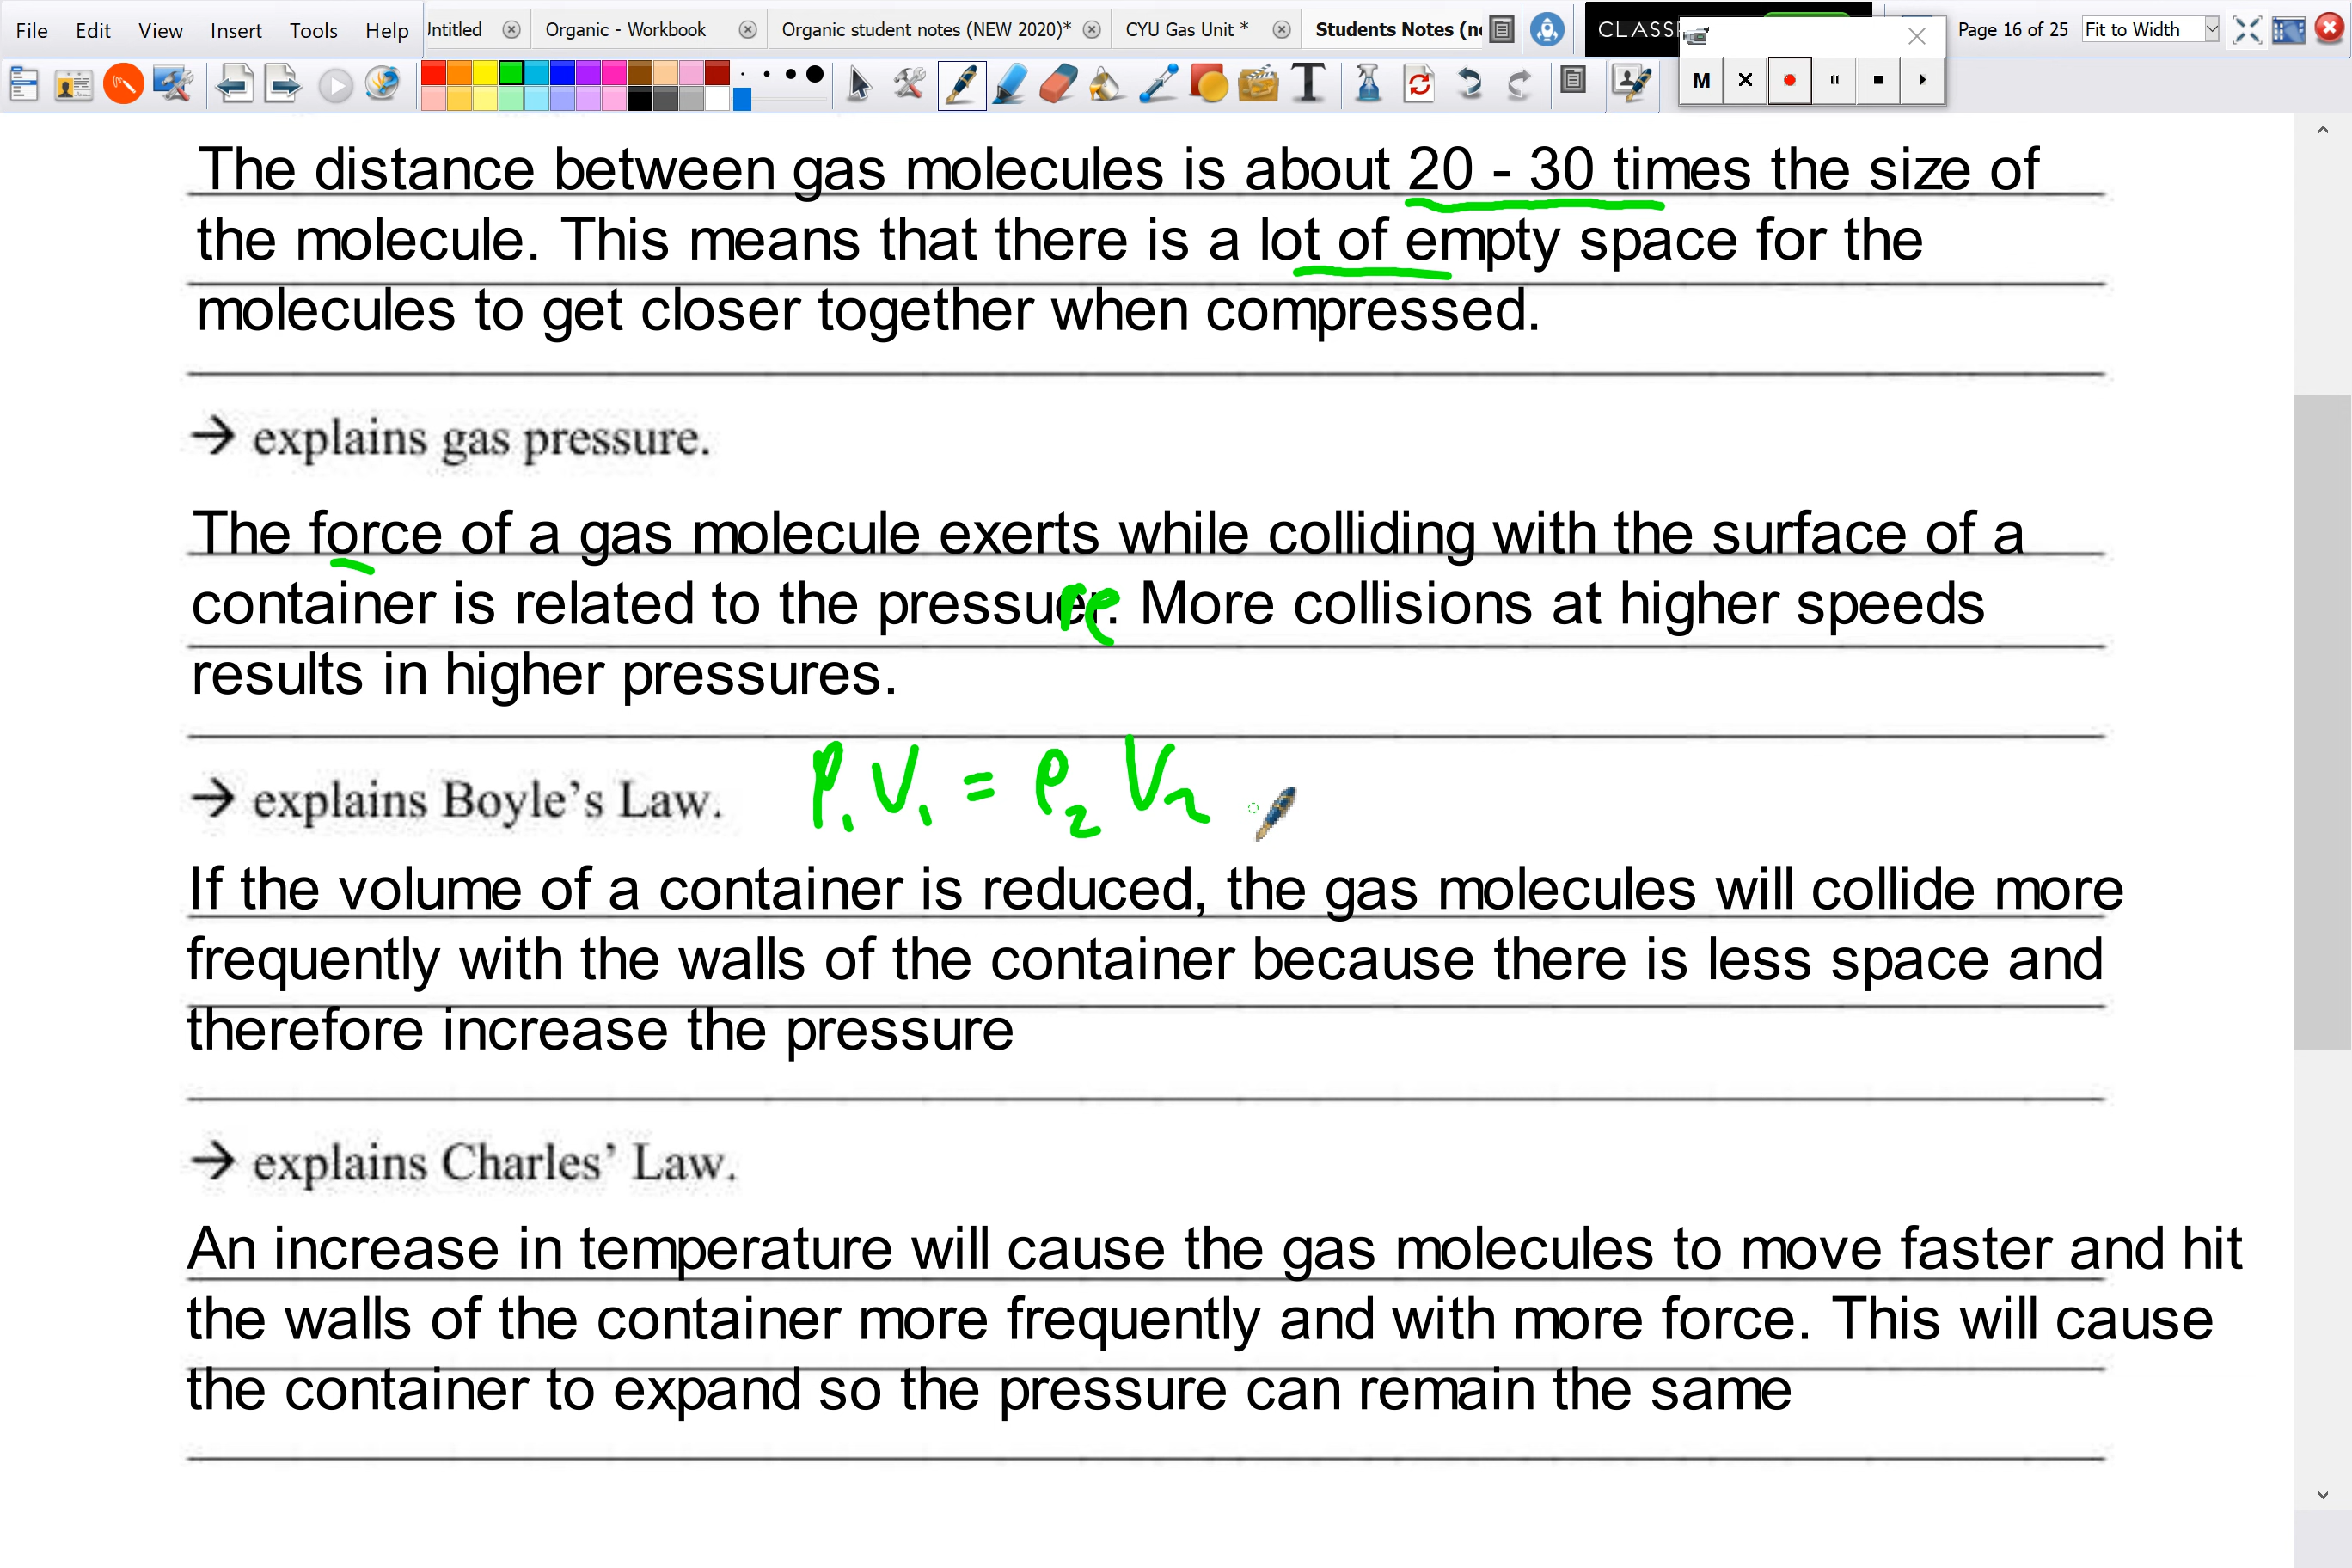 File Edit View Insert Tools Help Untitled Organic - Workbook Organic student notes (NEW 2020)* CYU Gas Unit * Students Notes (ne CLASS Page 16 of 25 Fit to Width
T M
The distance between gas molecules is about 20 - 30 times the size of
the molecule. This means that there is a lot of empty space for the
molecules to get closer together when compressed.
→ explains gas pressure.
The force of a gas molecule exerts while colliding with the surface of a
container is related to the pressure. More collisions at higher speeds
results in higher pressures.
→ explains Boyle's Law. P₁V₁ = P₂V₂
If the volume of a container is reduced, the gas molecules will collide more
frequently with the walls of the container because there is less space and
therefore increase the pressure
→ explains Charles' Law.
An increase in temperature will cause the gas molecules to move faster and hit
the walls of the container more frequently and with more force. This will cause
the container to expand so the pressure can remain the same